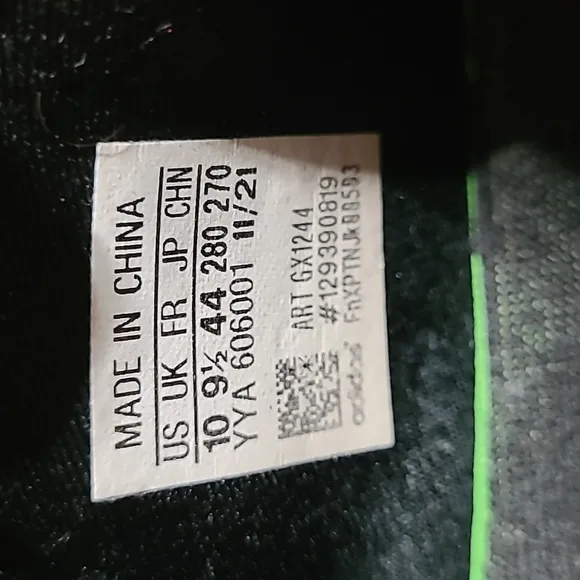 MADE IN CHINA
US UK FR JP CHN
10 9½ 44 280 270
YYA 606001 11/21
ART GX1244
#129390819
adidas